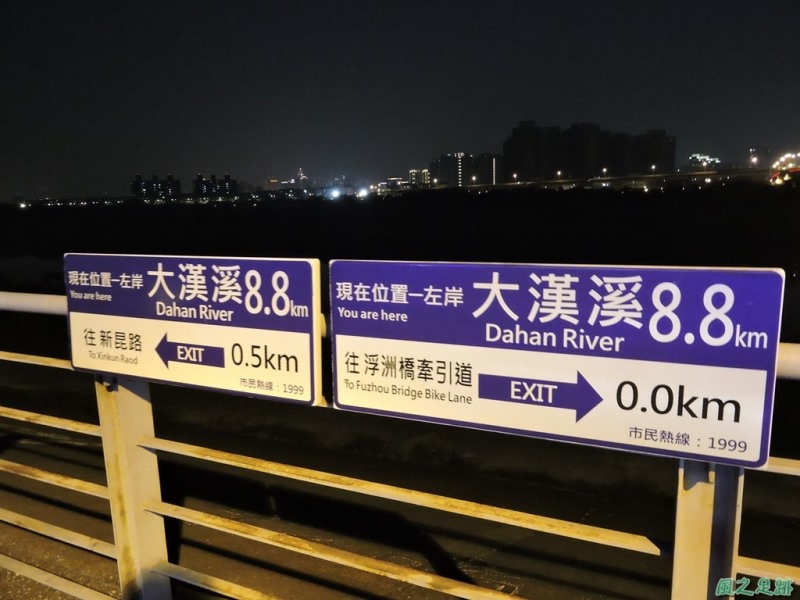 現在位置—左岸 大漢溪 8.8km
You are here Dahan River
往 新昆路 EXIT 0.5km
To Xinkun Raod
市民熱線：1999
現在位置—左岸 大漢溪 8.8km
You are here Dahan River
往 浮洲橋牽引道 EXIT 0.0km
To Fuzhou Bridge Bike Lane
市民熱線：1999
風之足跡